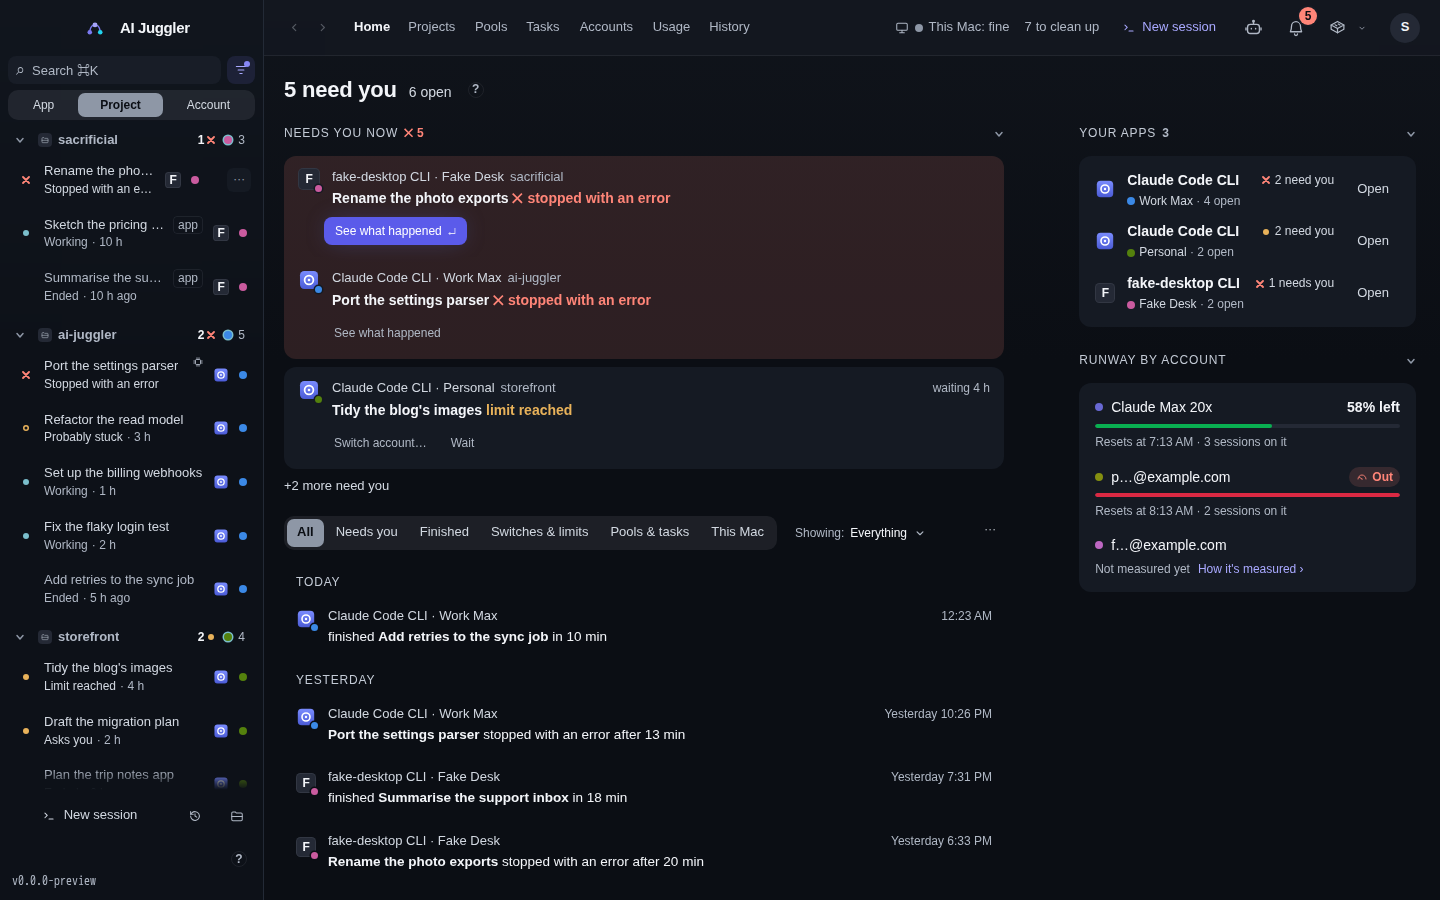 AI Juggler
Home Projects Pools Tasks Accounts Usage History
This Mac: fine 7 to clean up New session 5 S
Search ⌘K
App Project Account
sacrificial 1 3
Rename the pho… F
Stopped with an e…
Sketch the pricing … app F
Working · 10 h
Summarise the su… app F
Ended · 10 h ago
ai-juggler 2 5
Port the settings parser
Stopped with an error
Refactor the read model
Probably stuck · 3 h
Set up the billing webhooks
Working · 1 h
Fix the flaky login test
Working · 2 h
Add retries to the sync job
Ended · 5 h ago
storefront 2 4
Tidy the blog's images
Limit reached · 4 h
Draft the migration plan
Asks you · 2 h
Plan the trip notes app
New session
?
v0.0.0-preview
5 need you 6 open ?
NEEDS YOU NOW 5
F fake-desktop CLI · Fake Desk sacrificial
Rename the photo exports stopped with an error
See what happened
Claude Code CLI · Work Max ai-juggler
Port the settings parser stopped with an error
See what happened
Claude Code CLI · Personal storefront waiting 4 h
Tidy the blog's images limit reached
Switch account… Wait
+2 more need you
All Needs you Finished Switches & limits Pools & tasks This Mac Showing: Everything ···
TODAY
Claude Code CLI · Work Max 12:23 AM
finished Add retries to the sync job in 10 min
YESTERDAY
Claude Code CLI · Work Max Yesterday 10:26 PM
Port the settings parser stopped with an error after 13 min
F fake-desktop CLI · Fake Desk Yesterday 7:31 PM
finished Summarise the support inbox in 18 min
F fake-desktop CLI · Fake Desk Yesterday 6:33 PM
Rename the photo exports stopped with an error after 20 min
YOUR APPS 3
Claude Code CLI 2 need you Open
Work Max · 4 open
Claude Code CLI 2 need you Open
Personal · 2 open
F fake-desktop CLI 1 needs you Open
Fake Desk · 2 open
RUNWAY BY ACCOUNT
Claude Max 20x 58% left
Resets at 7:13 AM · 3 sessions on it
p…@example.com Out
Resets at 8:13 AM · 2 sessions on it
f…@example.com
Not measured yet How it's measured ›